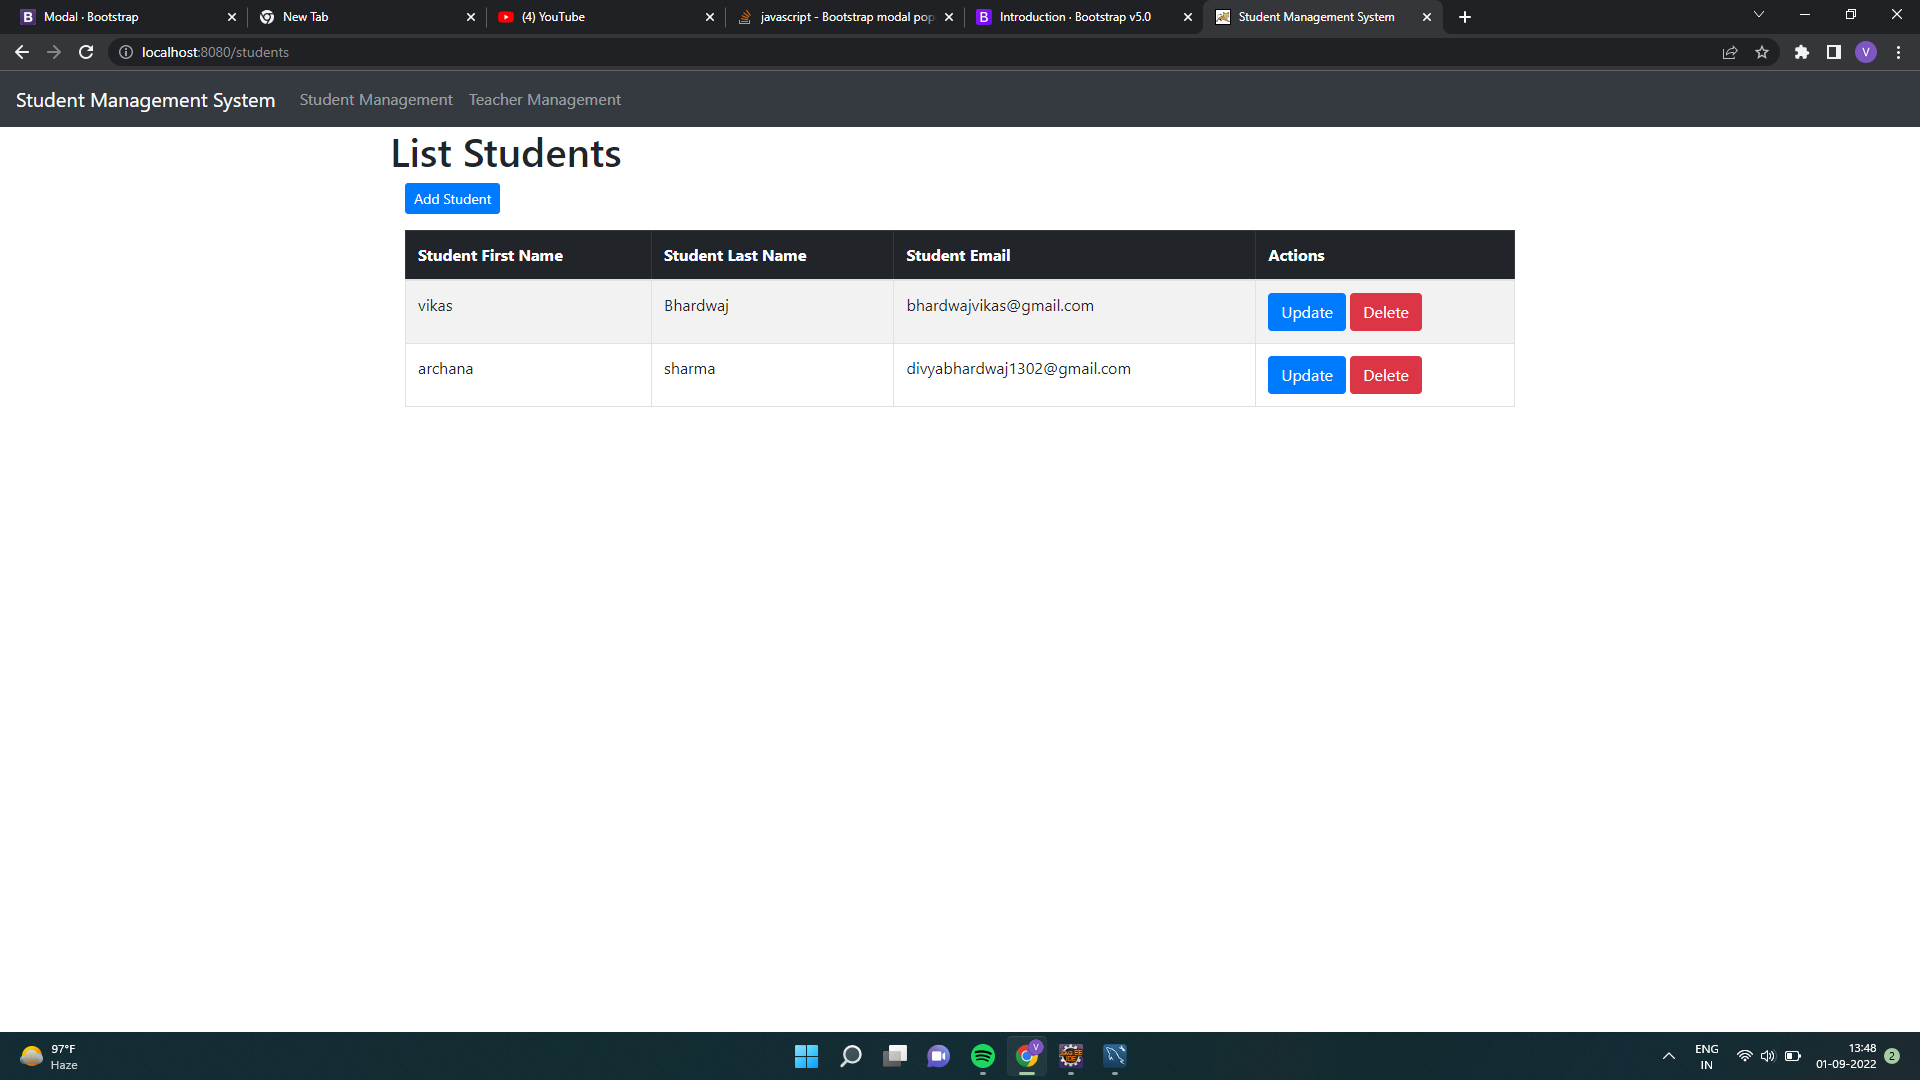 Modal · Bootstrap
New Tab
(4) YouTube
javascript - Bootstrap modal pop
Introduction · Bootstrap v5.0
Student Management System
localhost:8080/students
V
Student Management System Student Management Teacher Management
List Students
Add Student
Student First Name Student Last Name Student Email Actions
vikas Bhardwaj bhardwajvikas@gmail.com Update Delete
archana sharma divyabhardwaj1302@gmail.com Update Delete
97°F
Haze
ENG
IN
13:48
01-09-2022
2